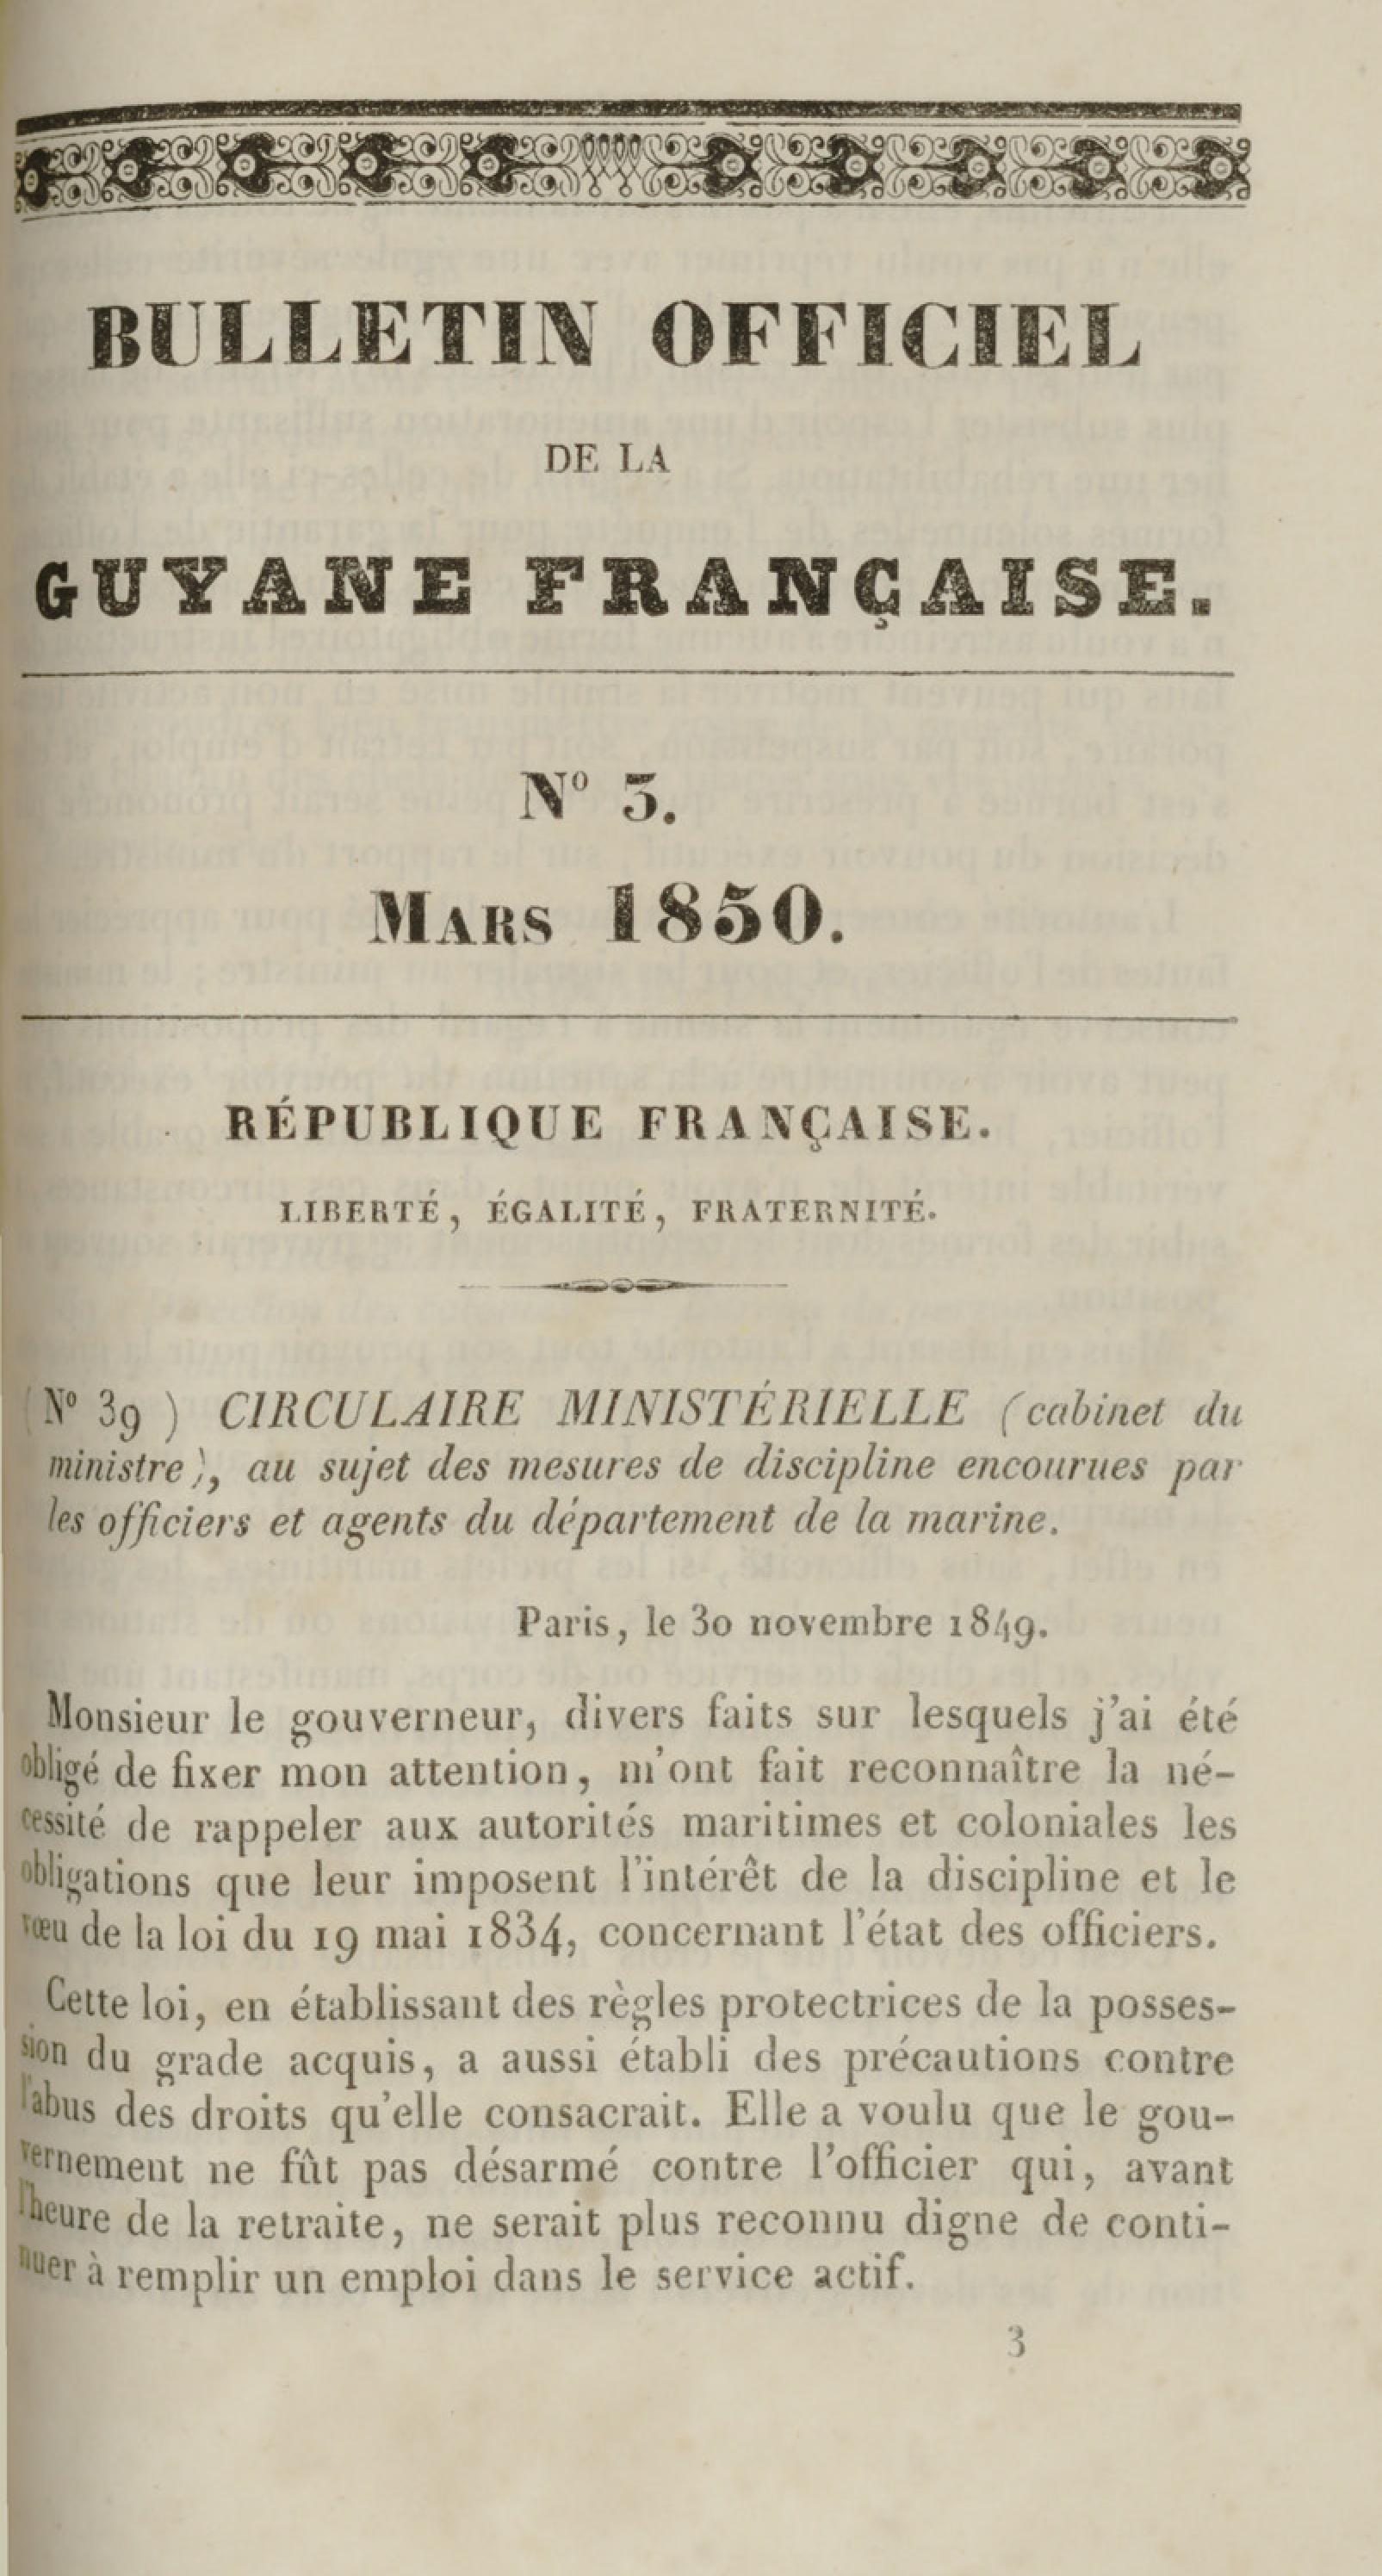 BULLETIN OFFICIEL
DE LA
GUYANE FRANÇAISE.
N° 3.
MARS 1850.
RÉPUBLIQUE FRANÇAISE.
LIBERTÉ, ÉGALITÉ, FRATERNITÉ.
(N° 39) CIRCULAIRE MINISTÉRIELLE (cabinet du
ministre), au sujet des mesures de discipline encourues par
les officiers et agents du département de la marine.
Paris, le 30 novembre 1849.
Monsieur le gouverneur, divers faits sur lesquels j'ai été
obligé de fixer mon attention, m'ont fait reconnaître la né-
cessité de rappeler aux autorités maritimes et coloniales les
obligations que leur imposent l'intérêt de la discipline et le
vœu de la loi du 19 mai 1834, concernant l'état des officiers.
Cette loi, en établissant des règles protectrices de la posses-
sion du grade acquis, a aussi établi des précautions contre
l'abus des droits qu'elle consacrait. Elle a voulu que le gou-
vernement ne fût pas désarmé contre l'officier qui, avant
l'heure de la retraite, ne serait plus reconnu digne de conti-
nuer à remplir un emploi dans le service actif.
3